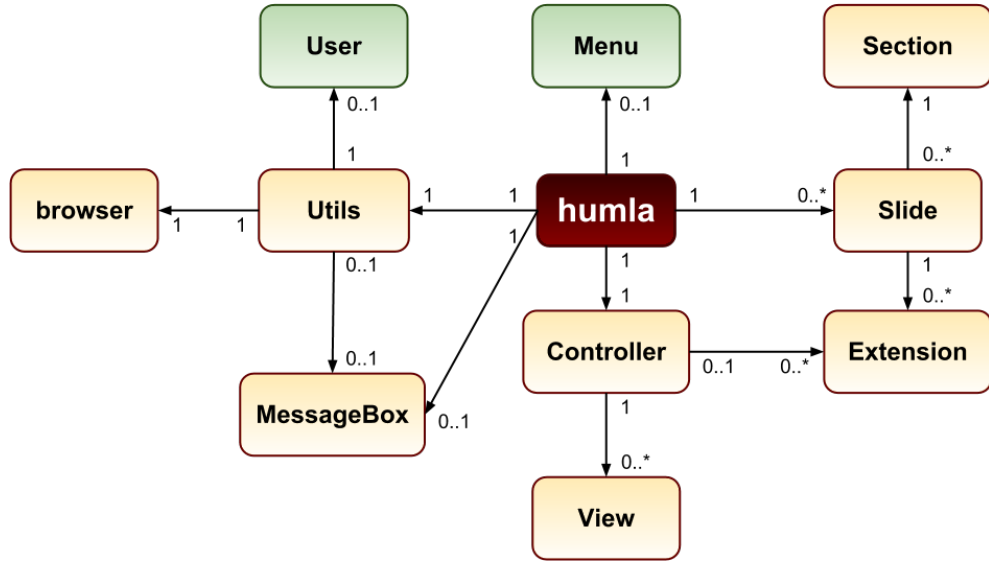 User
Menu
Section
0..1
0..1
1
1
1
0..*
browser
Utils
humla
Slide
1
1
1
1
1
0..*
1
0..1
1
1
1
0..*
0..1
MessageBox
0..1
Controller
0..1
0..*
Extension
1
0..*
View